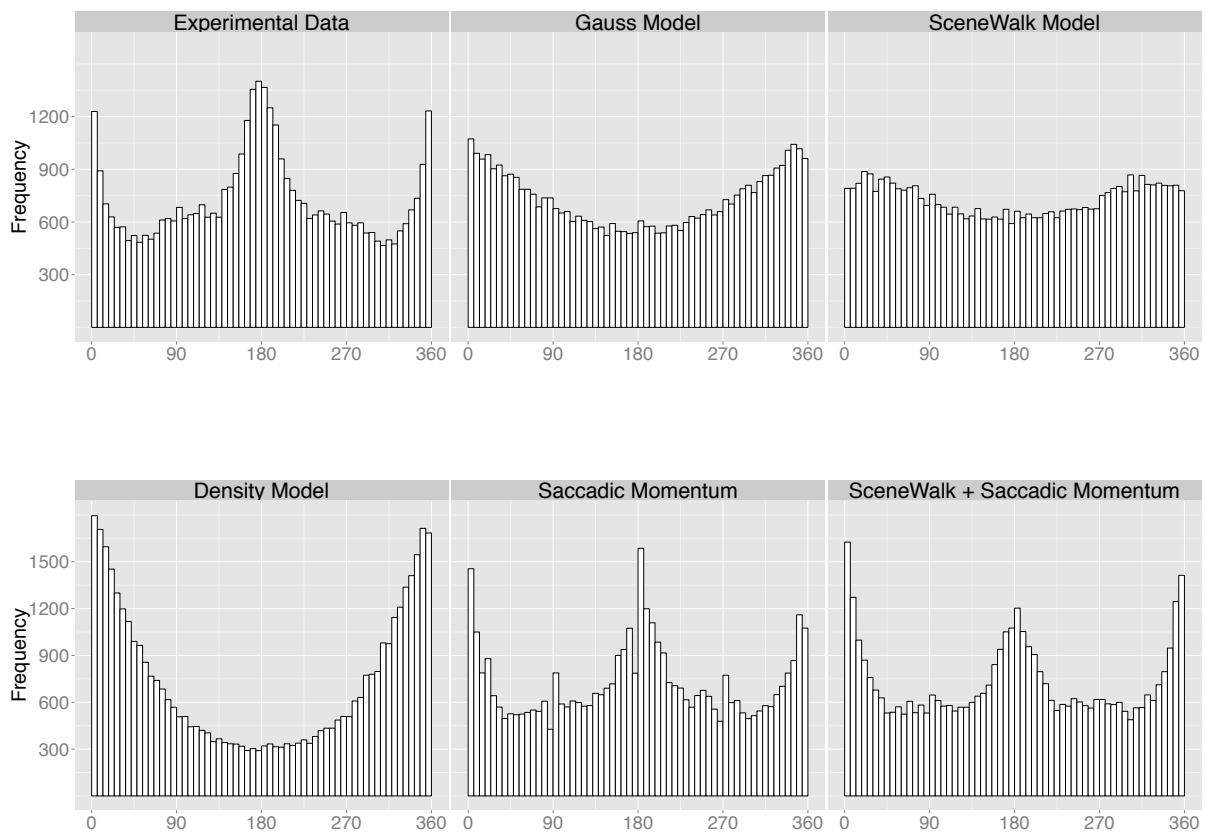 Experimental Data
Gauss Model
SceneWalk Model
Frequency
1200
900
600
300
0 90 180 270 360
0 90 180 270 360
0 90 180 270 360
Density Model
Saccadic Momentum
SceneWalk + Saccadic Momentum
Frequency
1500
1200
900
600
300
0 90 180 270 360
0 90 180 270 360
0 90 180 270 360